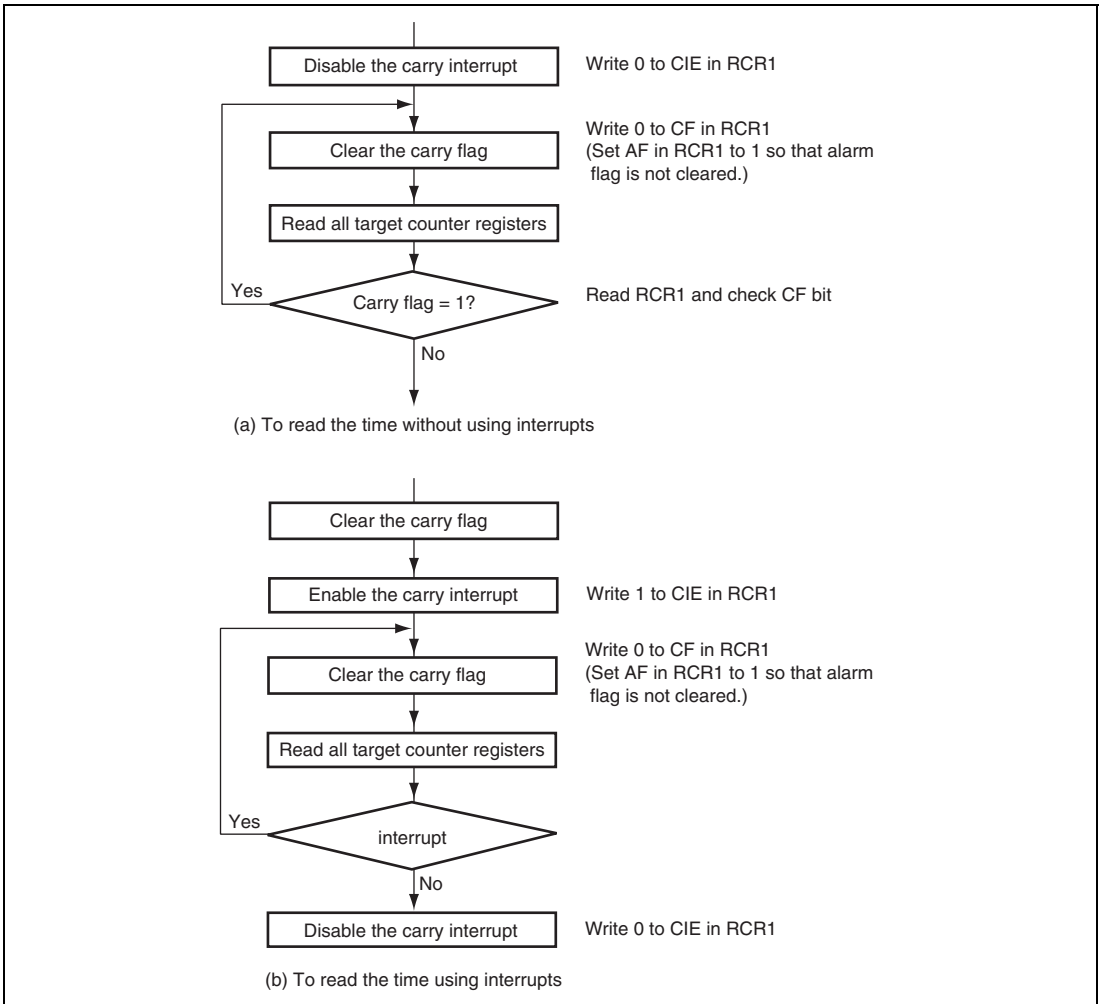 Disable the carry interrupt
Write 0 to CIE in RCR1
Clear the carry flag
Write 0 to CF in RCR1
(Set AF in RCR1 to 1 so that alarm
flag is not cleared.)
Read all target counter registers
Yes
Carry flag = 1?
Read RCR1 and check CF bit
No
(a) To read the time without using interrupts
Clear the carry flag
Enable the carry interrupt
Write 1 to CIE in RCR1
Clear the carry flag
Write 0 to CF in RCR1
(Set AF in RCR1 to 1 so that alarm
flag is not cleared.)
Read all target counter registers
Yes
interrupt
No
Disable the carry interrupt
Write 0 to CIE in RCR1
(b) To read the time using interrupts